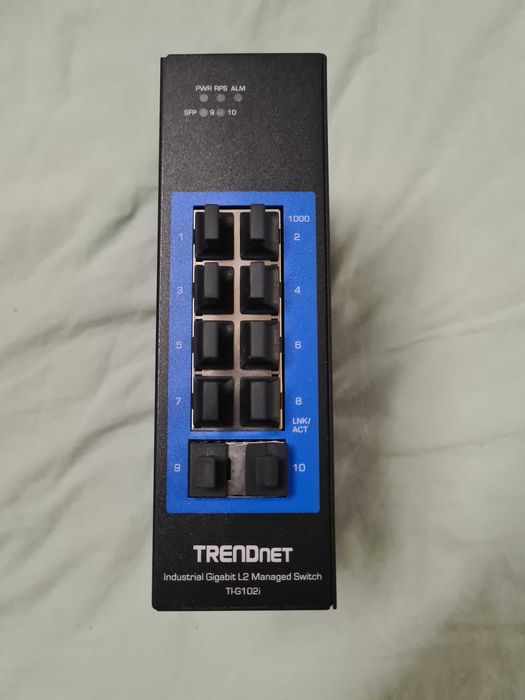 PWR RPS ALM
SFP 9 10
1000
1 2
3 4
5 6
7 8
LNK/
ACT
9 10
TRENDNET
Industrial Gigabit L2 Managed Switch
TI-G102i